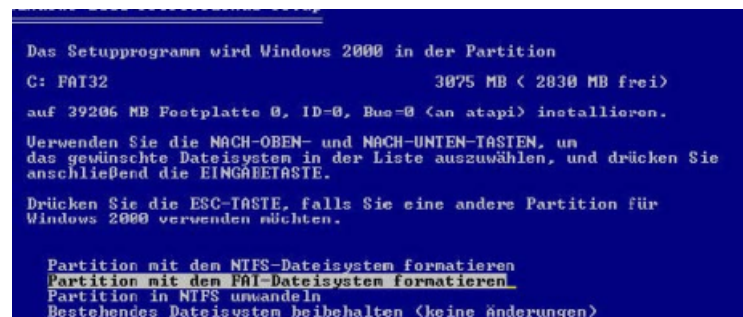 Das Setupprogramm wird Windows 2000 in der Partition
C: FAT32 3075 MB ( 2830 MB frei)
auf 39206 MB Festplatte 0, ID=0, Bus=0 (an atapi) installieren.
Verwenden Sie die NACH-OBEN- und NACH-UNTEN-TASTEN, um
das gewünschte Dateisystem in der Liste auszuwählen, und drücken Sie
anschließend die EINGABETASTE.
Drücken Sie die ESC-TASTE, falls Sie eine andere Partition für
Windows 2000 verwenden möchten.
Partition mit dem NTFS-Dateisystem formatieren
Partition mit dem FAT-Dateisystem formatieren
Partition in NTFS umwandeln
Bestehendes Dateisystem beibehalten (keine Änderungen)